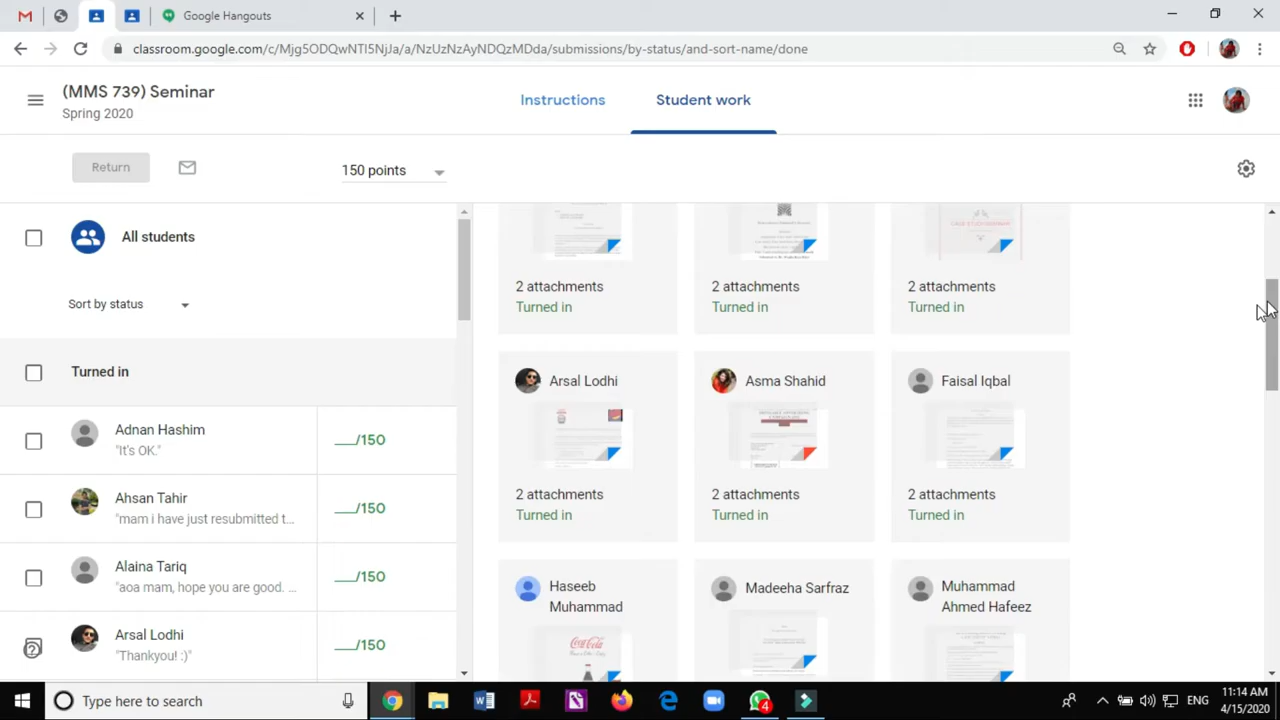 Google Hangouts
classroom.google.com/c/Mjg5ODQwNTI5NjJa/a/NzUzNzAyNDQzMDda/submissions/by-status/and-sort-name/done
(MMS 739) Seminar
Spring 2020
Instructions
Student work
Return
150 points
All students
Sort by status
Turned in
Adnan Hashim
"It's OK."
___/150
Ahsan Tahir
"mam i have just resubmitted t...
___/150
Alaina Tariq
"aoa mam, hope you are good. ...
___/150
Arsal Lodhi
"Thankyou! :)"
___/150
2 attachments
Turned in
2 attachments
Turned in
2 attachments
Turned in
Arsal Lodhi
2 attachments
Turned in
Asma Shahid
2 attachments
Turned in
Faisal Iqbal
2 attachments
Turned in
Haseeb
Muhammad
Coca-Cola
Madeeha Sarfraz
Muhammad
Ahmed Hafeez
Type here to search
4
ENG
11:14 AM
4/15/2020